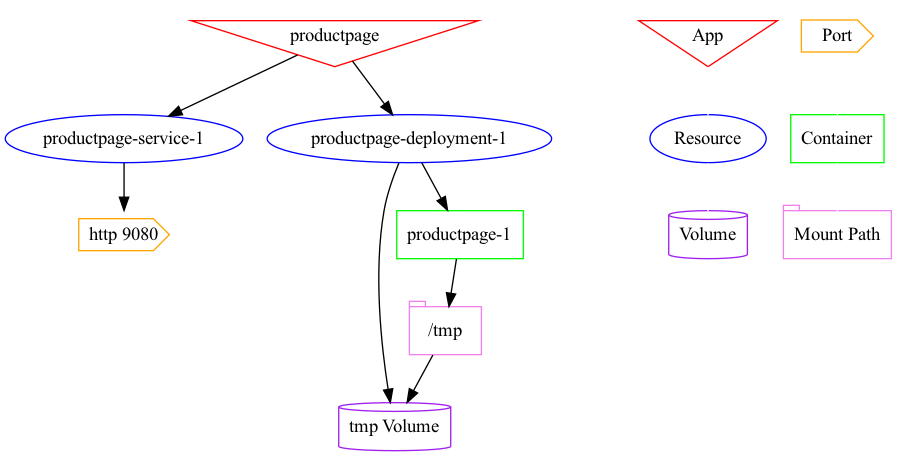 productpage
App
Port
productpage-service-1
productpage-deployment-1
Resource
Container
http 9080
productpage-1
Volume
Mount Path
/tmp
tmp Volume